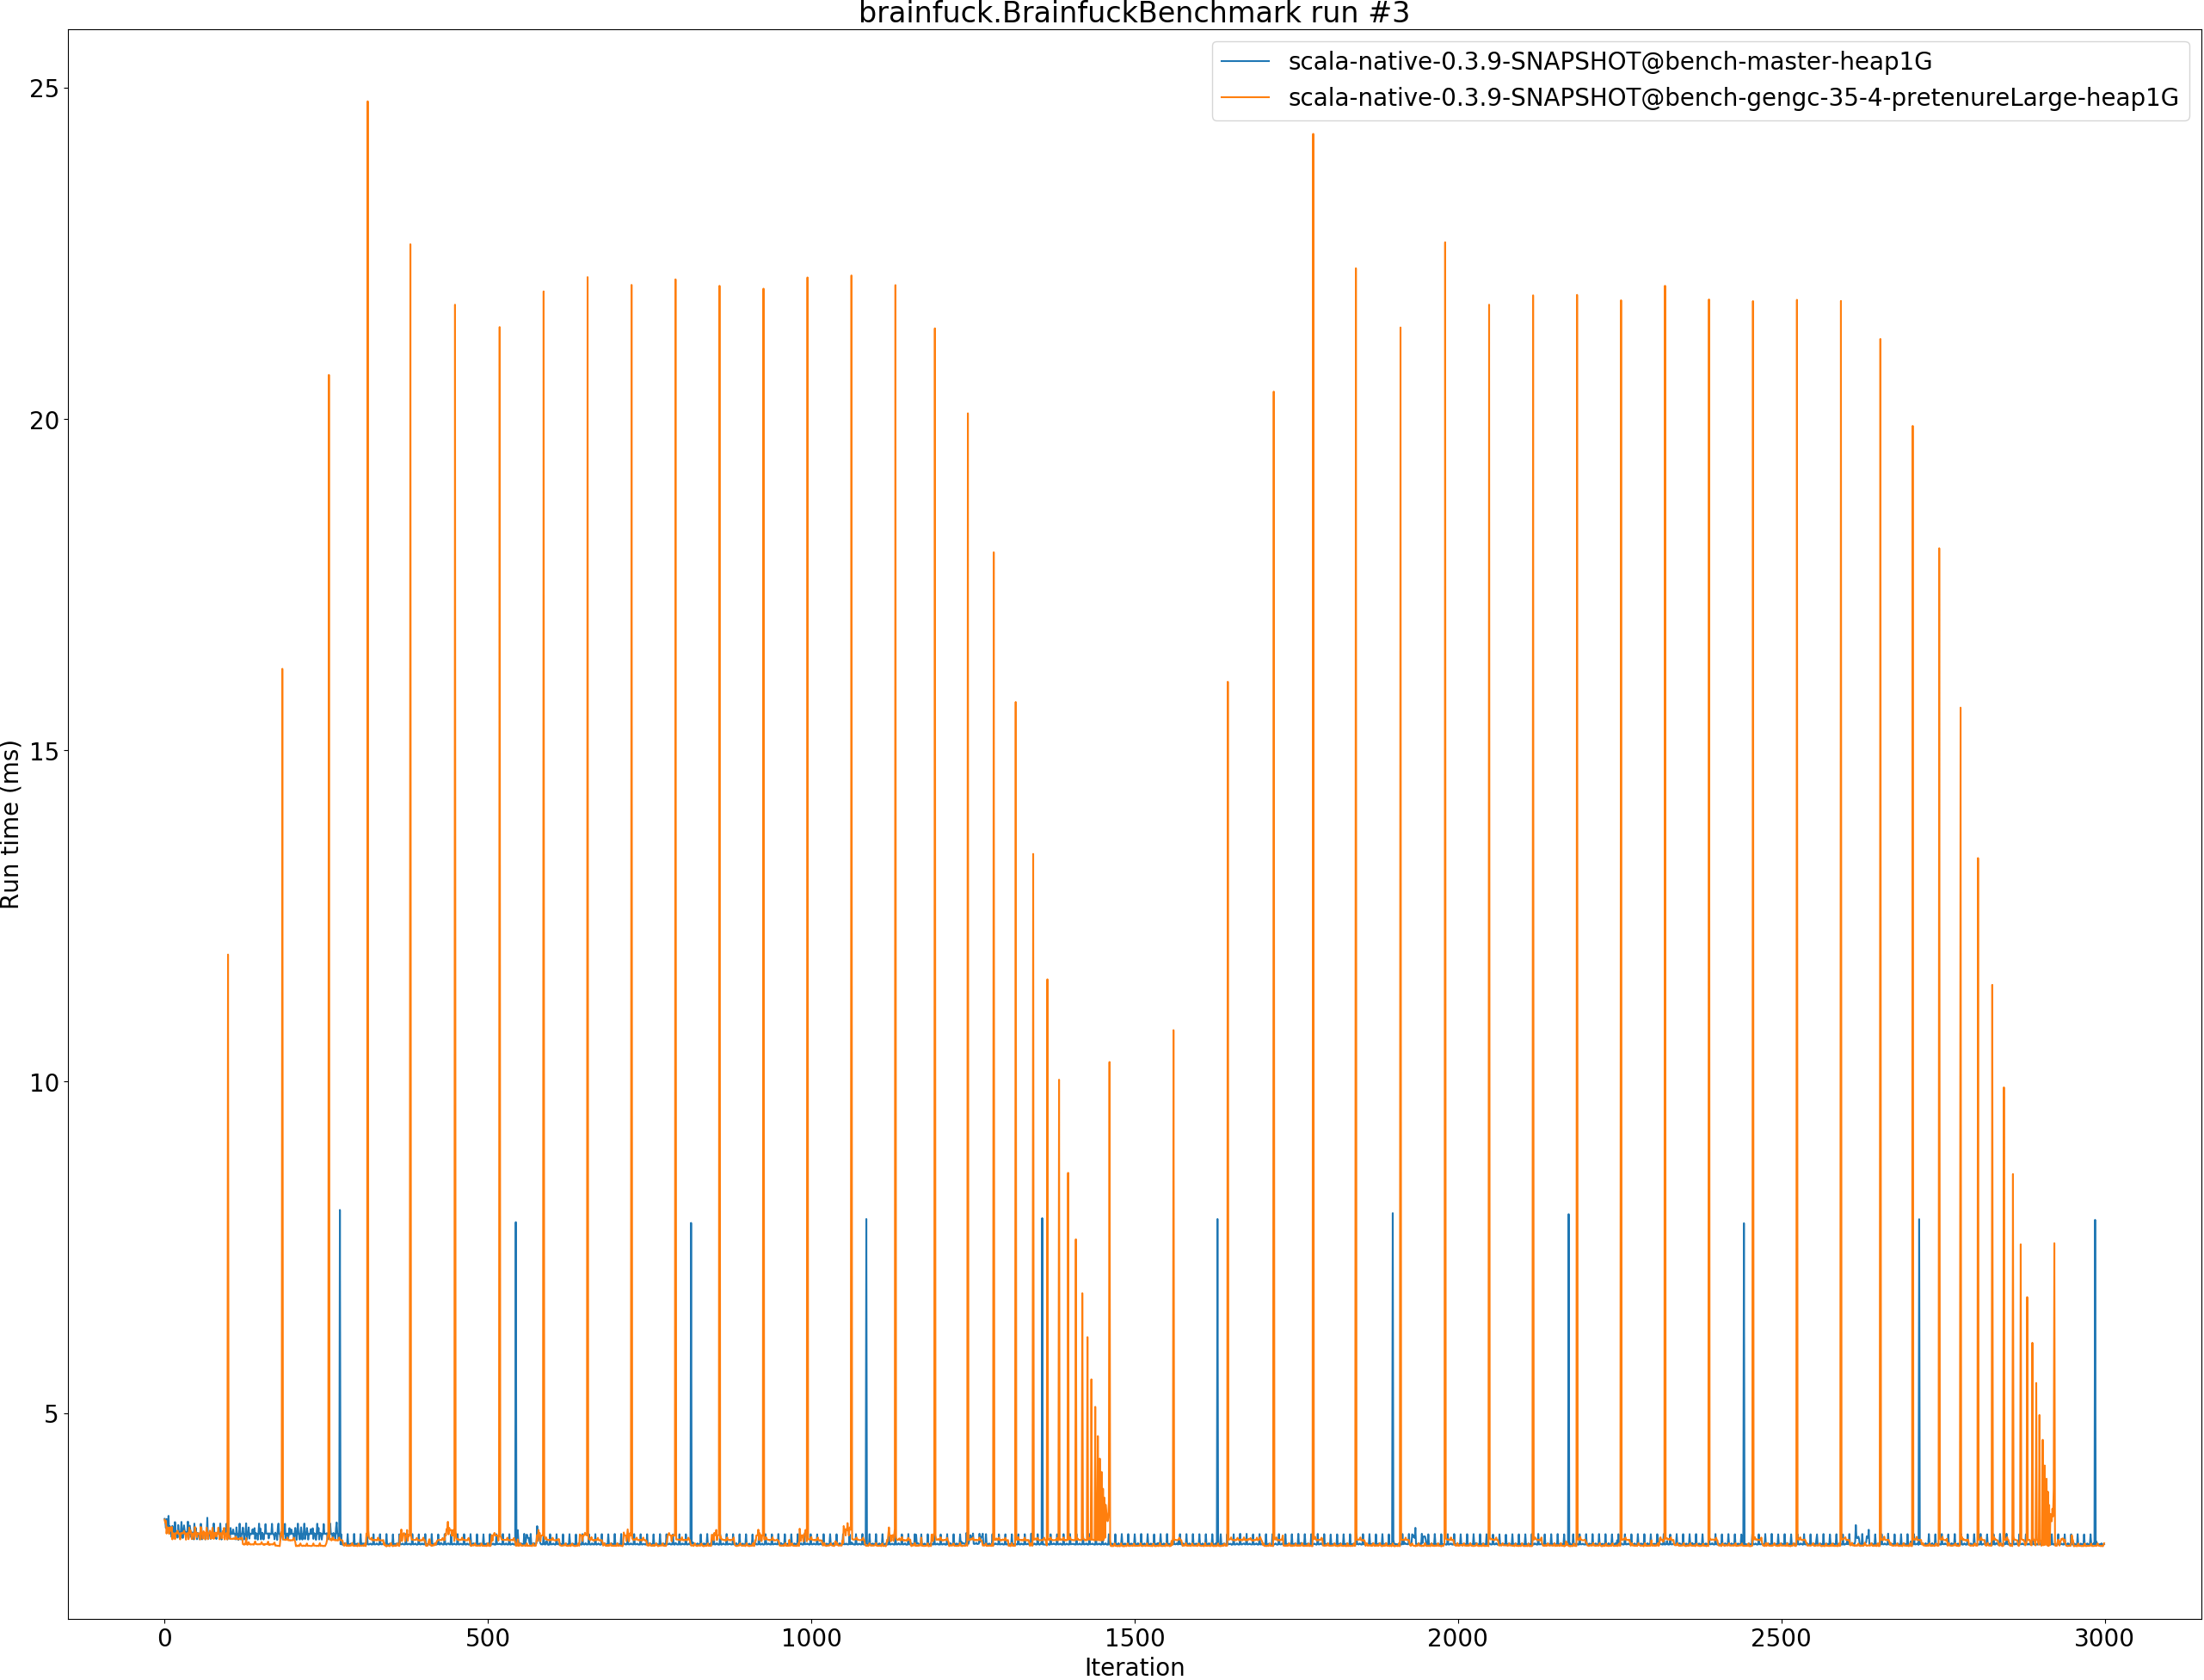 brainfuck.BrainfuckBenchmark run #3
scala-native-0.3.9-SNAPSHOT@bench-master-heap1G
scala-native-0.3.9-SNAPSHOT@bench-gengc-35-4-pretenureLarge-heap1G
Run time (ms)
25
20
15
10
5
0
500
1000
1500
2000
2500
3000
Iteration